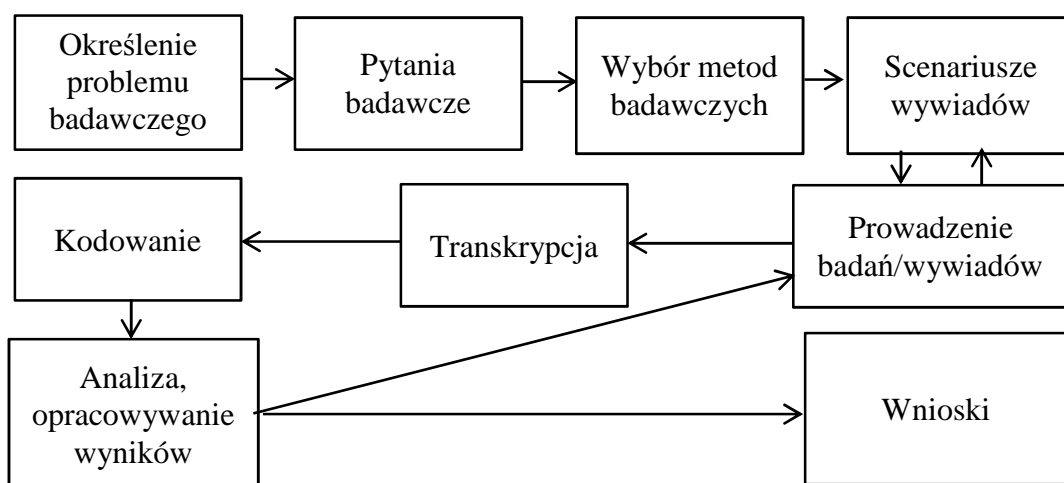 Określenie
problemu
badawczego
Pytania
badawcze
Wybór metod
badawczych
Scenariusze
wywiadów
Kodowanie
Transkrypcja
Prowadzenie
badań/wywiadów
Analiza,
opracowywanie
wyników
Wnioski